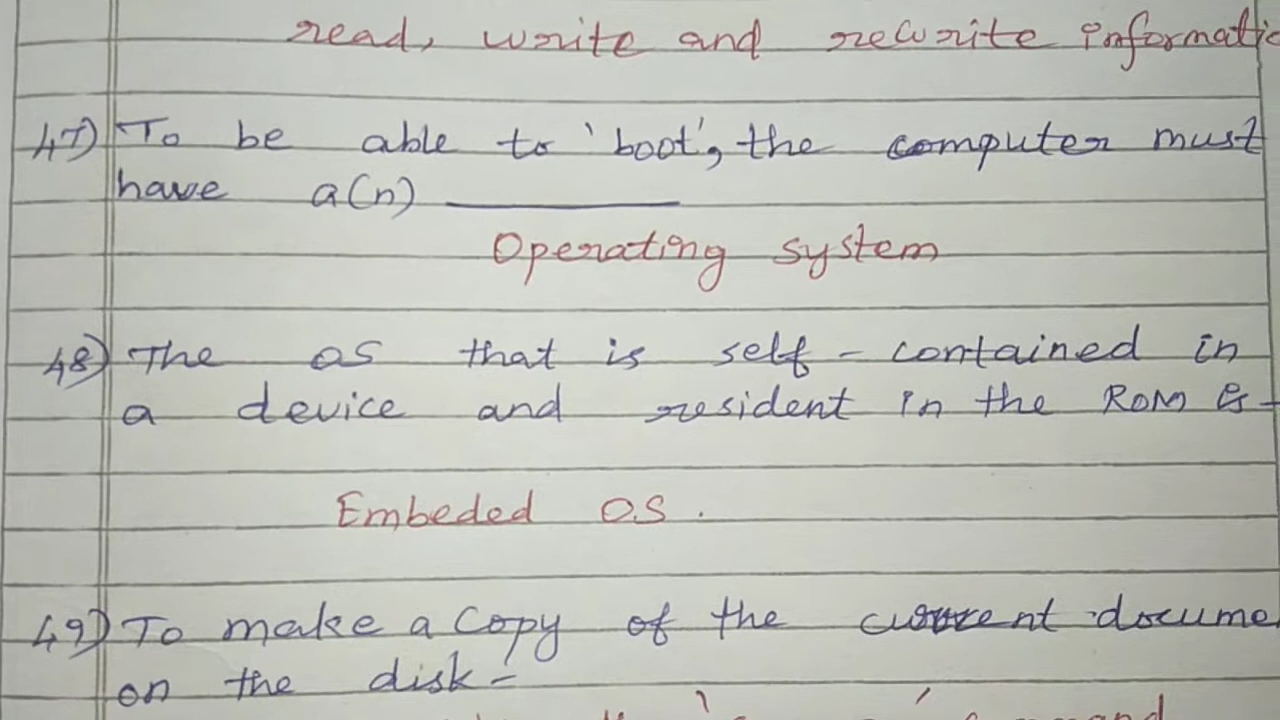 read, write and rewrite informatio
47) To be able to 'boot', the computer must
have a(n) ________
Operating system
48) The OS that is self-contained in
a device and resident in the ROM is-
Embeded O.S.
49) To make a copy of the current docume
on the disk-